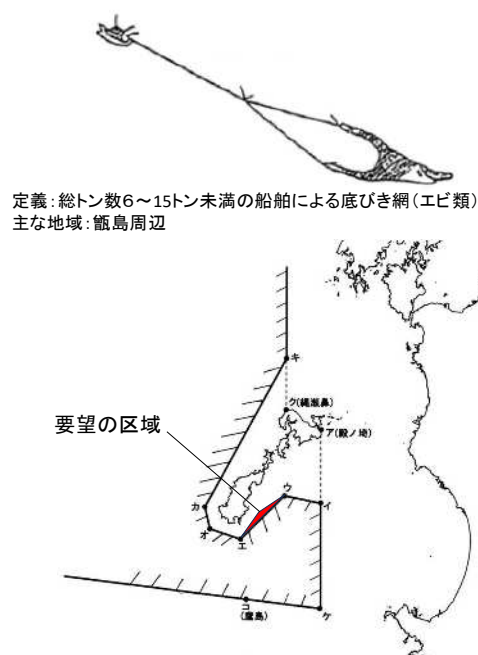 定義：総トン数６～15トン未満の船舶による底びき網（エビ類）
主な地域：甑島周辺
キ
ク(縄瀬鼻)
ア(殿ノ埼)
要望の区域
ウ
イ
カ
オ
エ
コ
(鷹島)
ケ